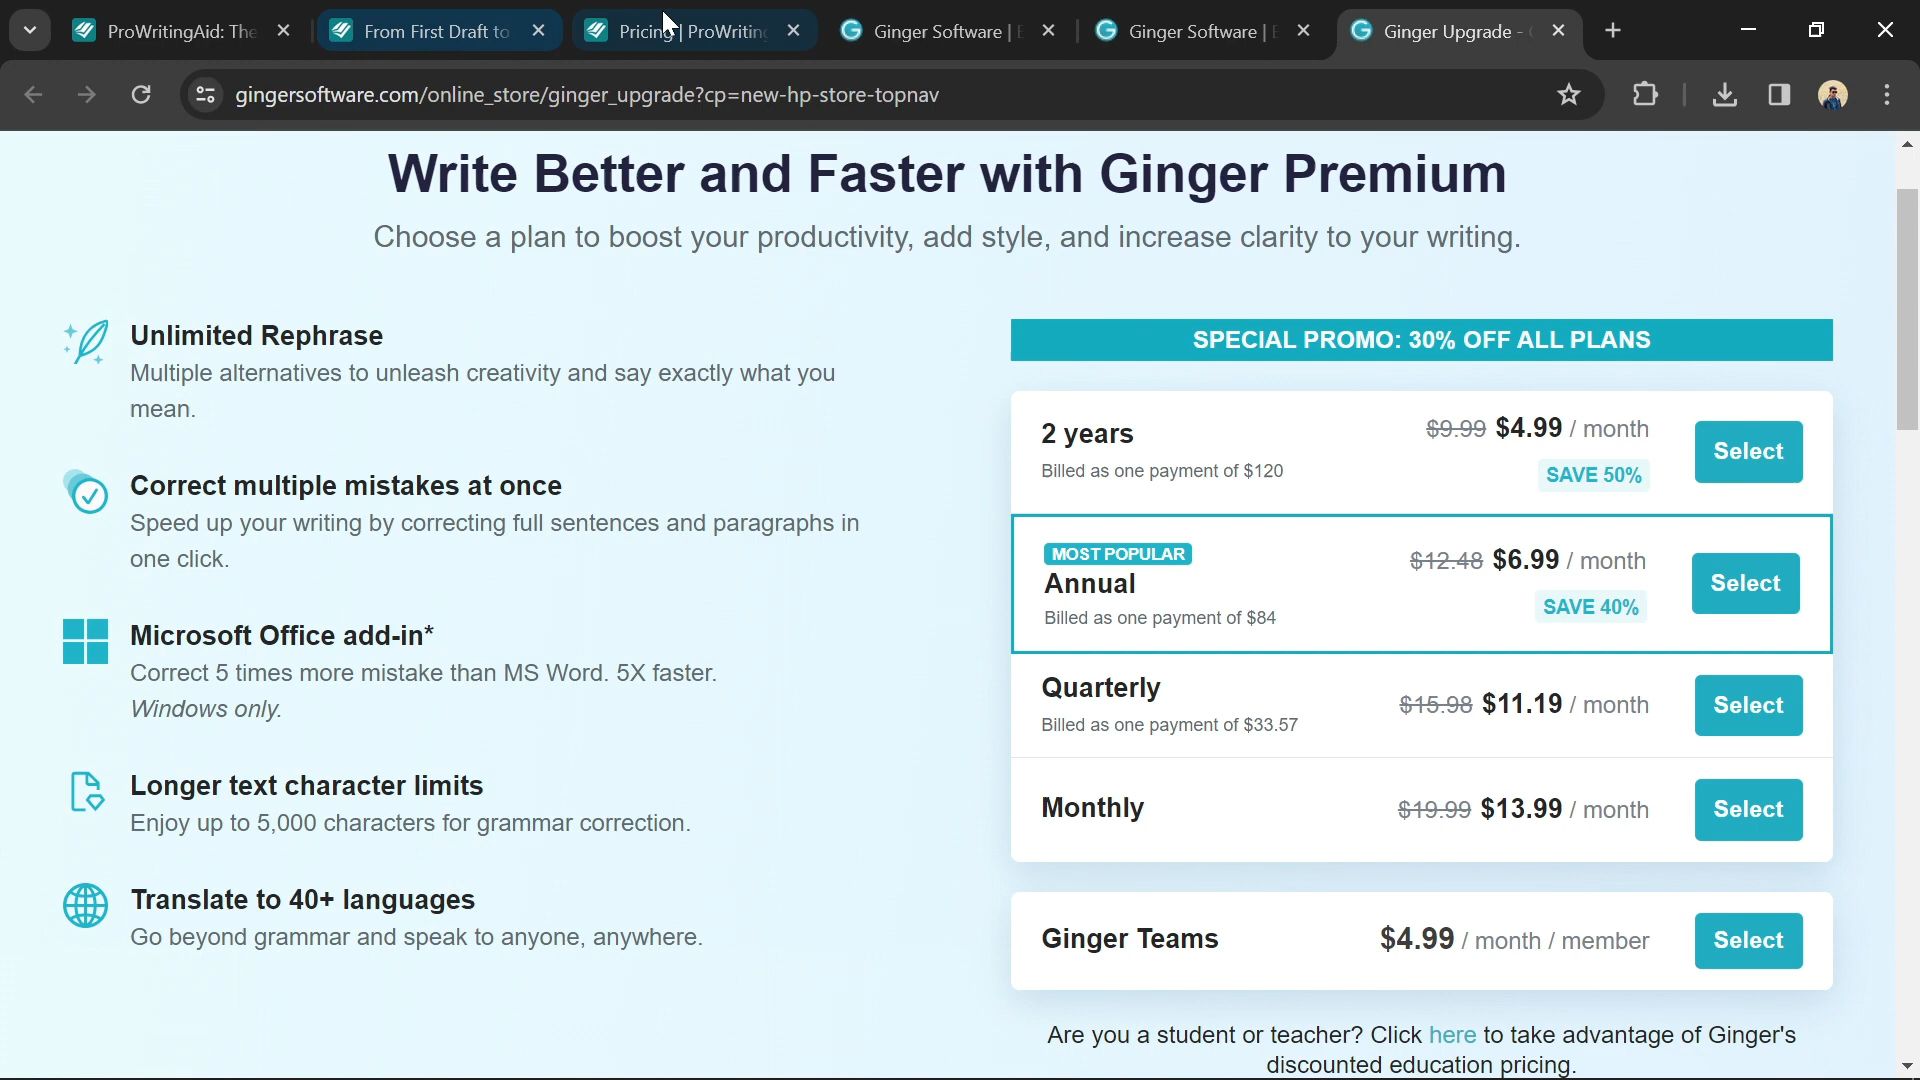 ProWritingAid: The
From First Draft to
Pricing | ProWriting
Ginger Software | E
Ginger Software | E
Ginger Upgrade -
gingersoftware.com/online_store/ginger_upgrade?cp=new-hp-store-topnav
Write Better and Faster with Ginger Premium
Choose a plan to boost your productivity, add style, and increase clarity to your writing.
Unlimited Rephrase
Multiple alternatives to unleash creativity and say exactly what you
mean.
Correct multiple mistakes at once
Speed up your writing by correcting full sentences and paragraphs in
one click.
Microsoft Office add-in*
Correct 5 times more mistake than MS Word. 5X faster.
Windows only.
Longer text character limits
Enjoy up to 5,000 characters for grammar correction.
Translate to 40+ languages
Go beyond grammar and speak to anyone, anywhere.
SPECIAL PROMO: 30% OFF ALL PLANS
2 years
Billed as one payment of $120
$9.99 $4.99 / month
SAVE 50%
Select
MOST POPULAR
Annual
Billed as one payment of $84
$12.48 $6.99 / month
SAVE 40%
Select
Quarterly
Billed as one payment of $33.57
$15.98 $11.19 / month
Select
Monthly
$19.99 $13.99 / month
Select
Ginger Teams
$4.99 / month / member
Select
Are you a student or teacher? Click here to take advantage of Ginger's
discounted education pricing.